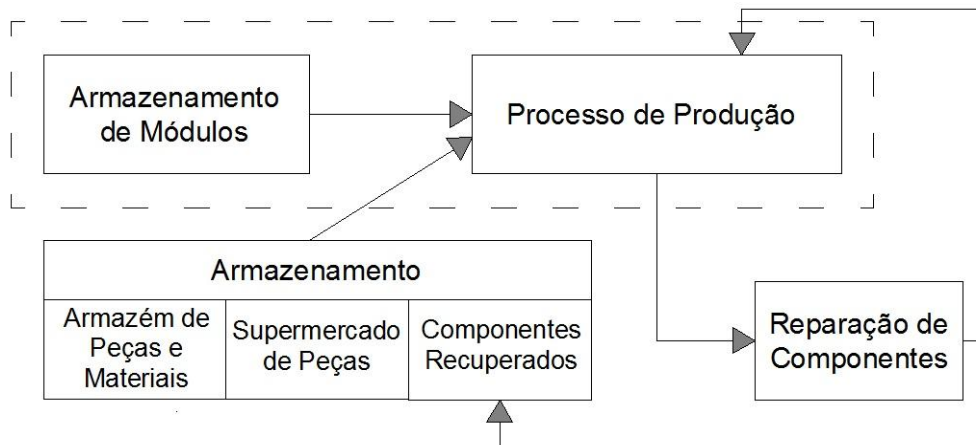 Armazenamento
de Módulos
Processo de Produção
Armazenamento
Armazém de
Peças e
Materiais
Supermercado
de Peças
Componentes
Recuperados
Reparação de
Componentes